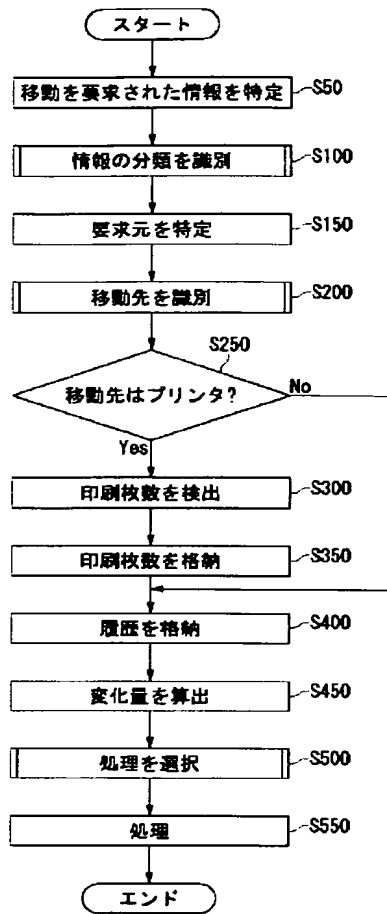 スタート
移動を要求された情報を特定 S50
情報の分類を識別 S100
要求元を特定 S150
移動先を識別 S200
S250
移動先はプリンタ? No
Yes
印刷枚数を検出 S300
印刷枚数を格納 S350
履歴を格納 S400
変化量を算出 S450
処理を選択 S500
処理 S550
エンド